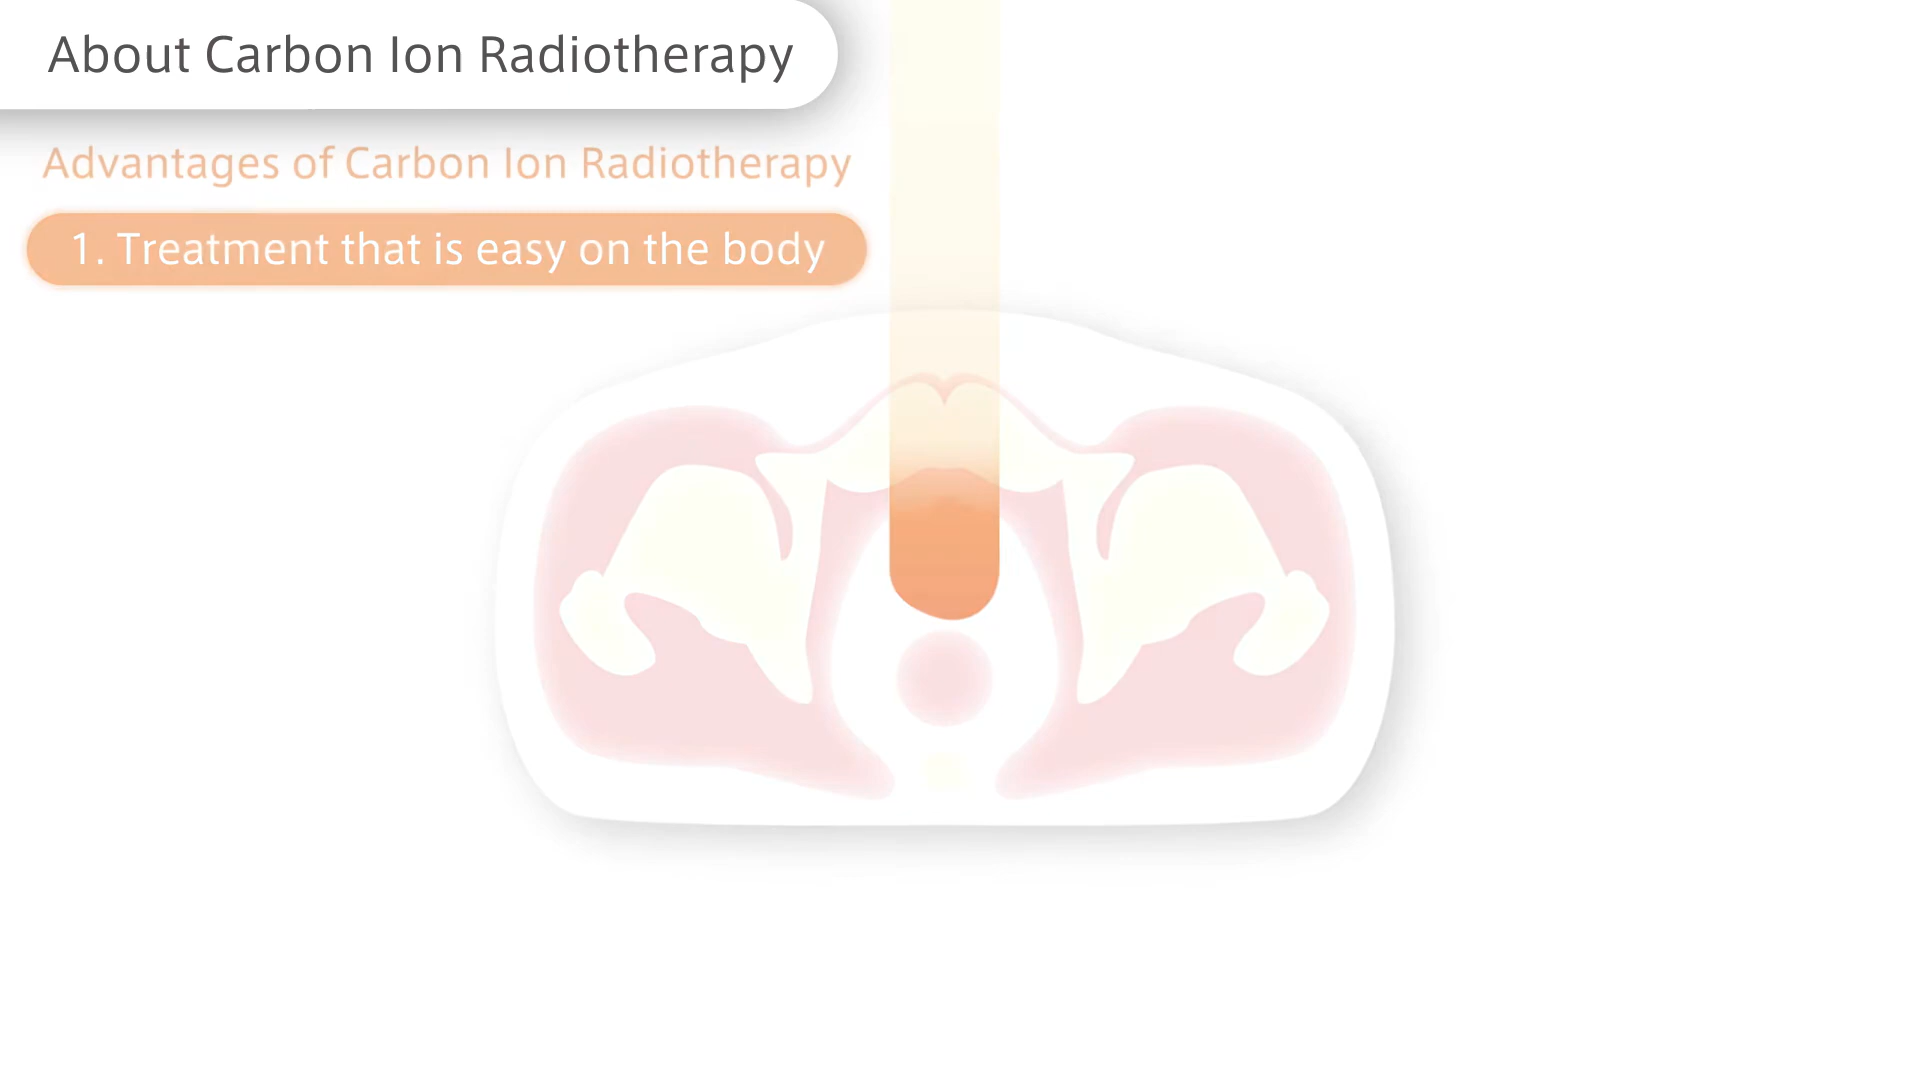 About Carbon Ion Radiotherapy
Advantages of Carbon Ion Radiotherapy
1. Treatment that is easy on the body